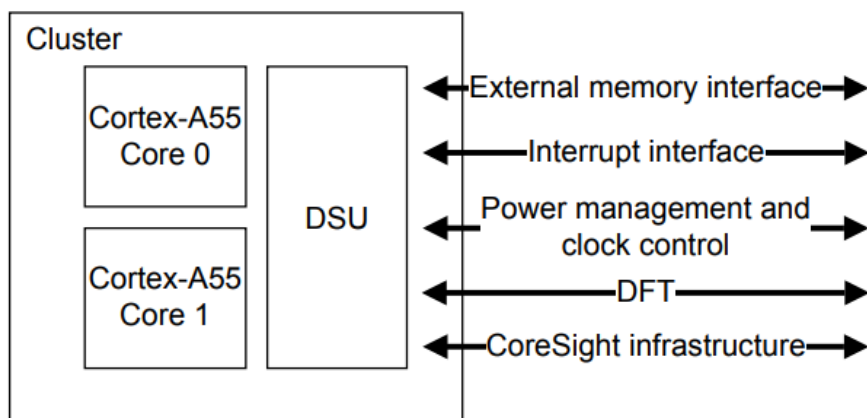 Cluster
Cortex-A55
Core 0
Cortex-A55
Core 1
DSU
External memory interface
Interrupt interface
Power management and
clock control
DFT
CoreSight infrastructure